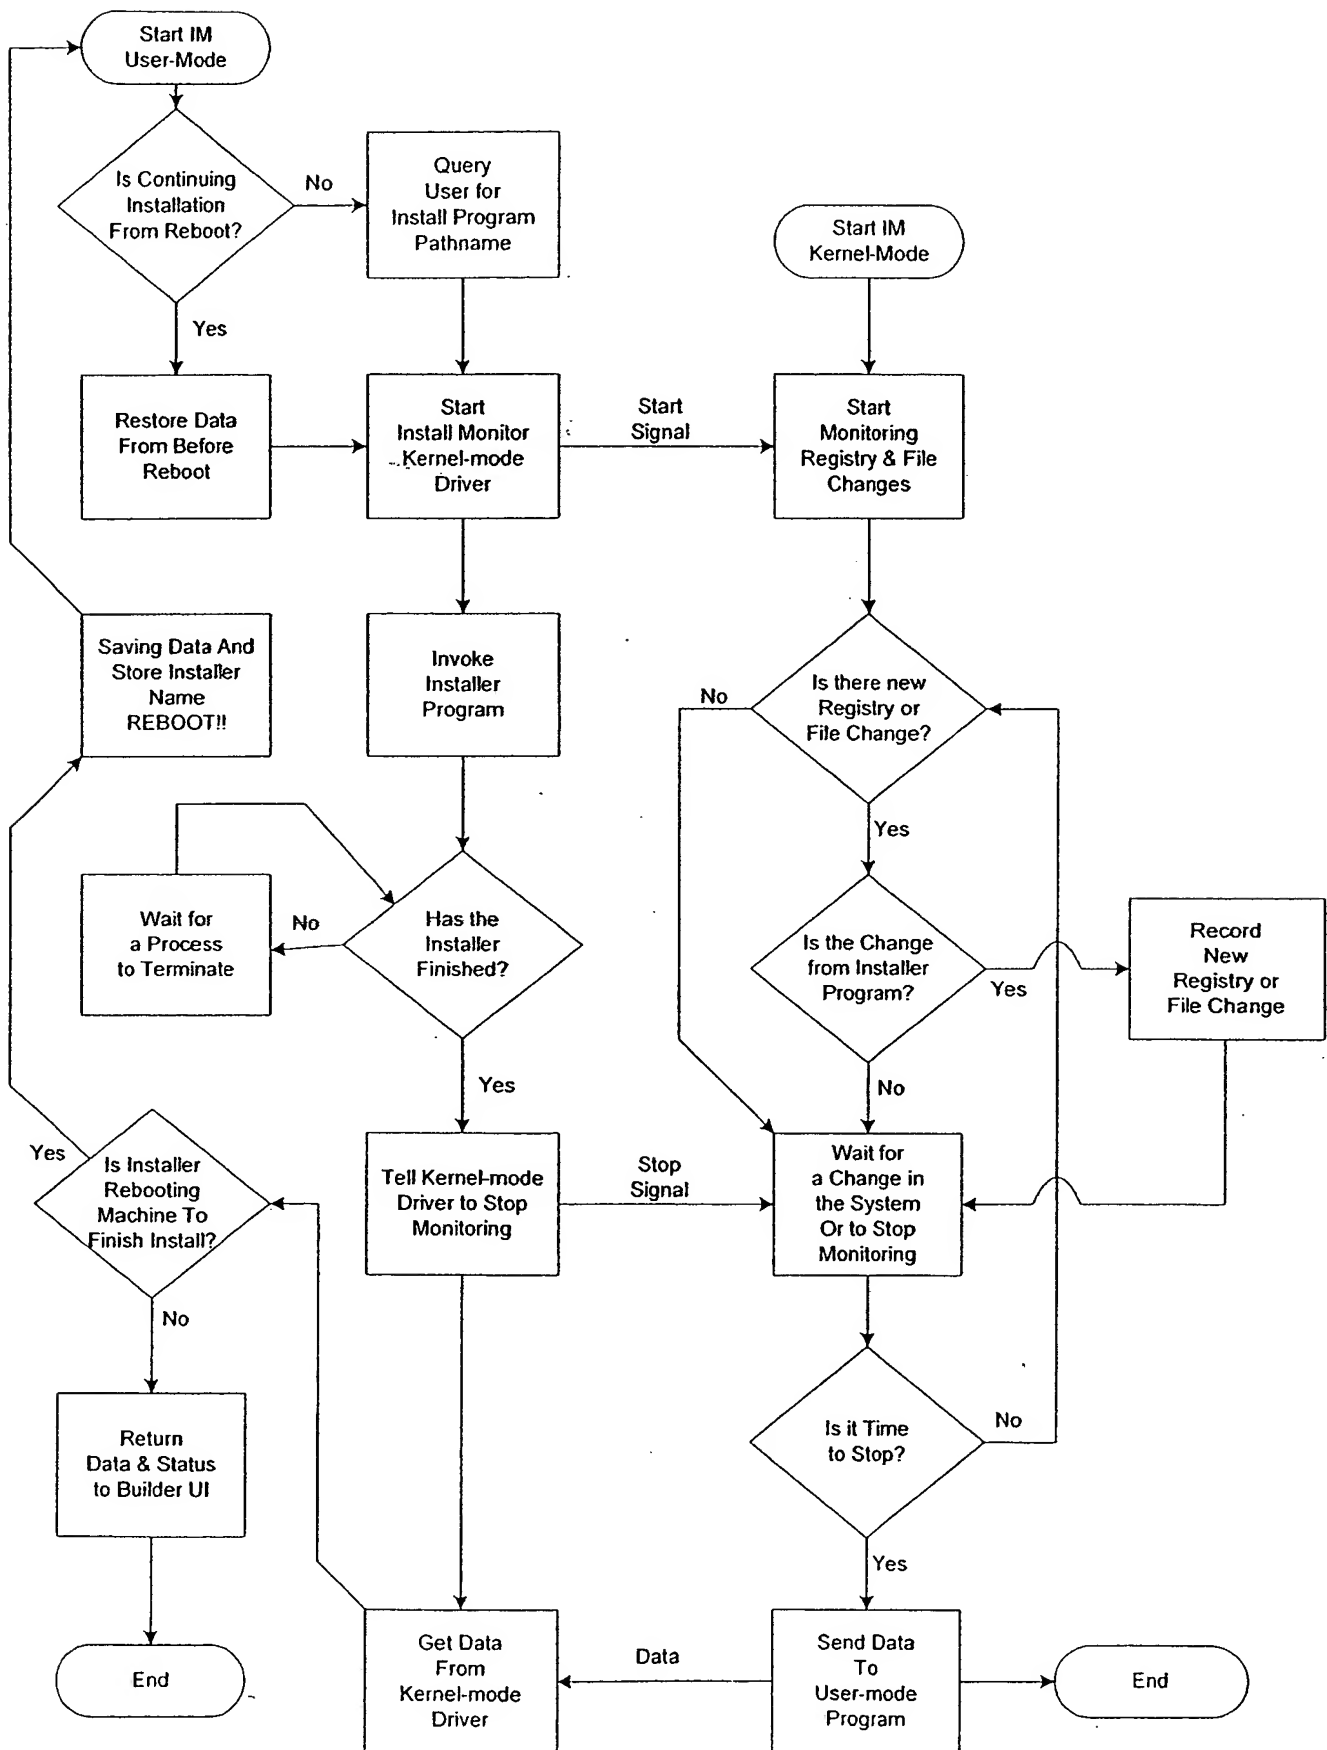 Start IM
User-Mode
Is Continuing
Installation
From Reboot?
No
Query
User for
Install Program
Pathname
Start IM
Kernel-Mode
Yes
Restore Data
From Before
Reboot
Start
Install Monitor
Kernel-mode
Driver
Start
Signal
Start
Monitoring
Registry & File
Changes
Saving Data And
Store Installer
Name
REBOOT!!
Invoke
Installer
Program
No
Is there new
Registry or
File Change?
Yes
Wait for
a Process
to Terminate
No
Has the
Installer
Finished?
Is the Change
from Installer
Program?
Yes
Record
New
Registry or
File Change
Yes
No
Yes
Is Installer
Rebooting
Machine To
Finish Install?
Tell Kernel-mode
Driver to Stop
Monitoring
Stop
Signal
Wait for
a Change in
the System
Or to Stop
Monitoring
No
Return
Data & Status
to Builder UI
Is it Time
to Stop?
No
Yes
End
Get Data
From
Kernel-mode
Driver
Data
Send Data
To
User-mode
Program
End